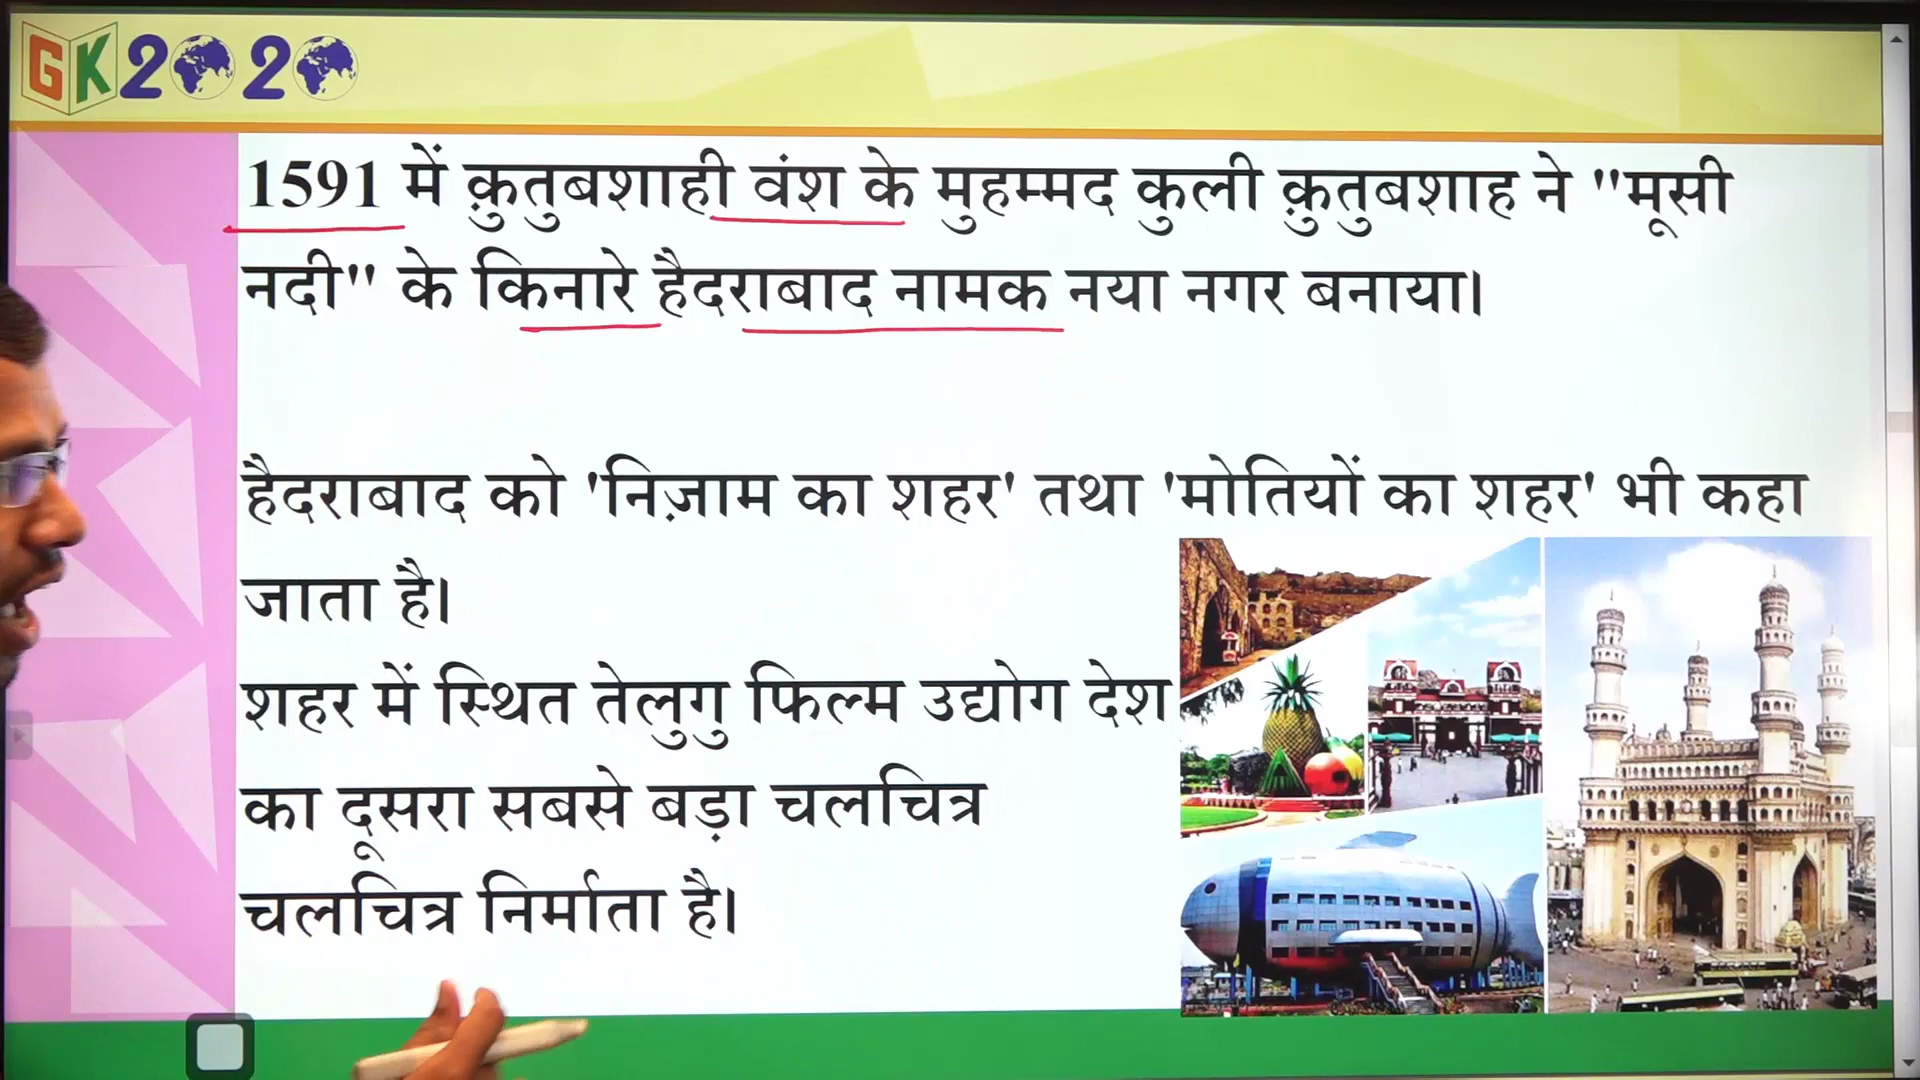 GK2020
1591 में क़ुतुबशाही वंश के मुहम्मद कुली क़ुतुबशाह ने "मूसी
नदी" के किनारे हैदराबाद नामक नया नगर बनाया।
हैदराबाद को 'निज़ाम का शहर' तथा 'मोतियों का शहर' भी कहा
जाता है।
शहर में स्थित तेलुगु फिल्म उद्योग देश
का दूसरा सबसे बड़ा चलचित्र
चलचित्र निर्माता है।